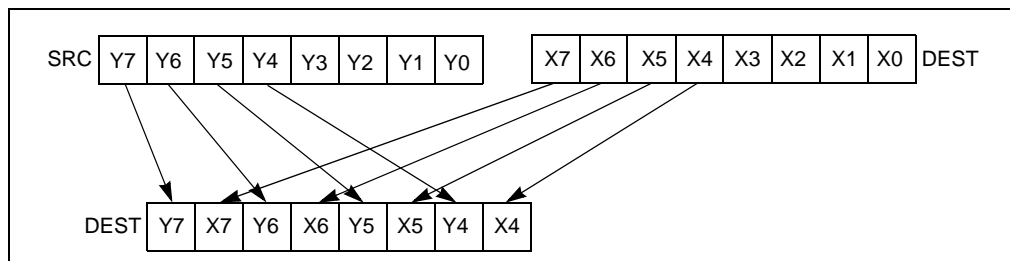 SRC Y7 Y6 Y5 Y4 Y3 Y2 Y1 Y0 X7 X6 X5 X4 X3 X2 X1 X0 DEST
DEST Y7 X7 Y6 X6 Y5 X5 Y4 X4